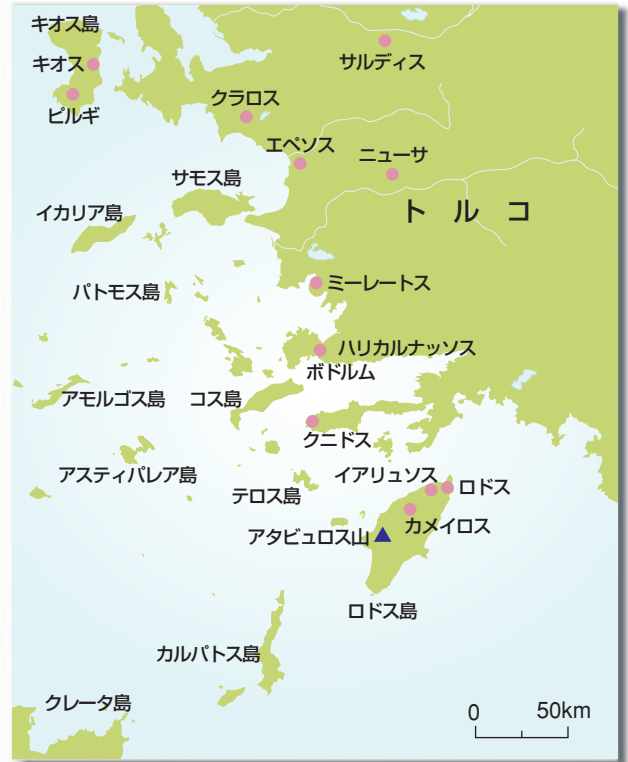 キオス島
キオス
ピルギ
サルディス
クラロス
エペソス
ニューサ
サモス島
イカリア島
トルコ
パトモス島
ミーレートス
ハリカルナッソス
ボドルム
アモルゴス島
コス島
クニドス
アスティパレア島
テロス島
イアリュソス
ロドス
カメイロス
アタビュロス山
ロドス島
カルパトス島
クレータ島
0 50km